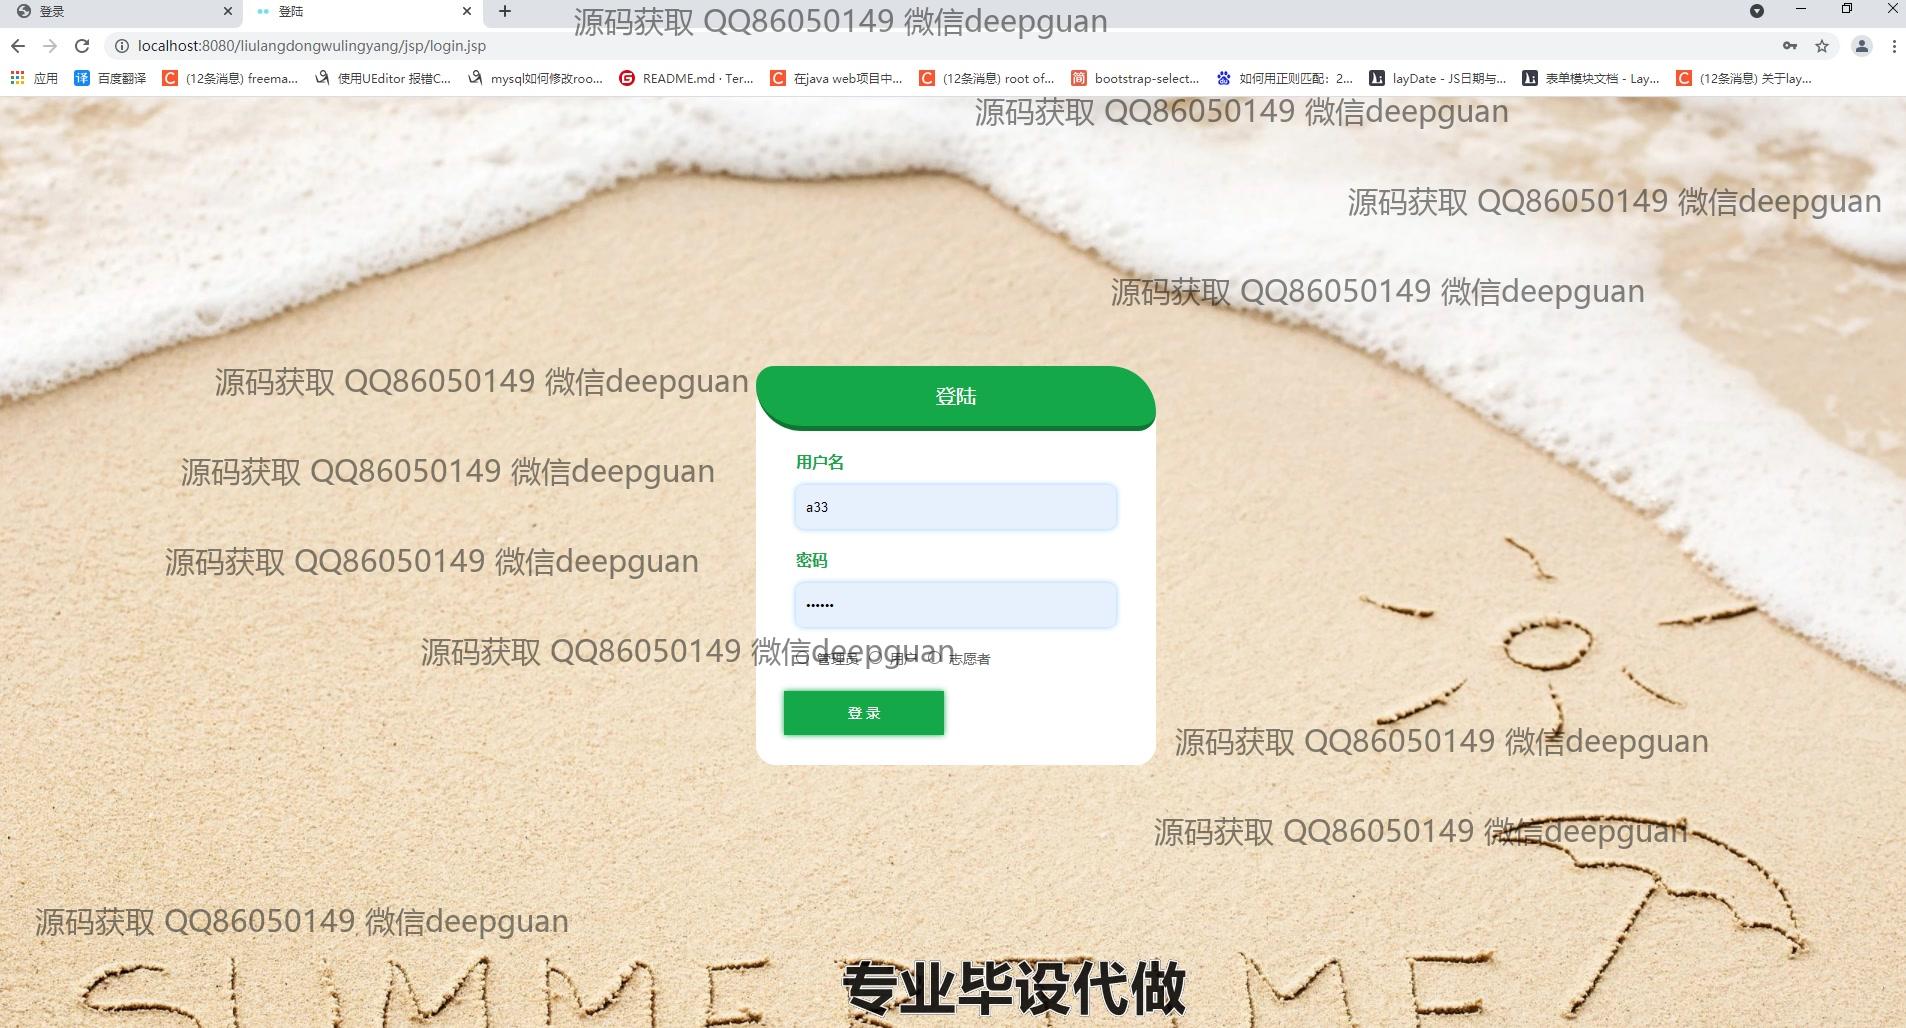 登录
登陆
源码获取 QQ86050149 微信deepguan
localhost:8080/liulangdongwulingyang/jsp/login.jsp
应用 百度翻译 (12条消息) freema... 使用UEditor 报错C... mysql如何修改roo... README.md · Ter... 在java web项目中... (12条消息) root of... bootstrap-select... 如何用正则匹配：2... layDate - JS日期与... 表单模块文档 - Lay... (12条消息) 关于lay...
源码获取 QQ86050149 微信deepguan
源码获取 QQ86050149 微信deepguan
源码获取 QQ86050149 微信deepguan
源码获取 QQ86050149 微信deepguan
登陆
用户名
源码获取 QQ86050149 微信deepguan
a33
源码获取 QQ86050149 微信deepguan
密码
源码获取 QQ86050149 微信deepguan
管理员 用户 志愿者
登 录
源码获取 QQ86050149 微信deepguan
源码获取 QQ86050149 微信deepguan
源码获取 QQ86050149 微信deepguan
SUMMER TIME
专业毕设代做